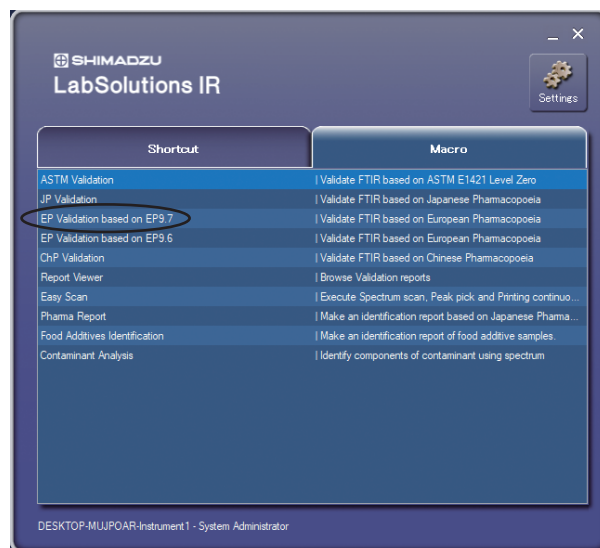 SHIMADZU
LabSolutions IR
Settings
Shortcut Macro
ASTM Validation | Validate FTIR based on ASTM E1421 Level Zero
JP Validation | Validate FTIR based on Japanese Pharmacopoeia
EP Validation based on EP9.7 | Validate FTIR based on European Pharmacopoeia
EP Validation based on EP9.6 | Validate FTIR based on European Pharmacopoeia
ChP Validation | Validate FTIR based on Chinese Pharmacopoeia
Report Viewer | Browse Validation reports
Easy Scan | Execute Spectrum scan, Peak pick and Printing continuo...
Pharma Report | Make an identification report based on Japanese Pharma...
Food Additives Identification | Make an identification report of food additive samples.
Contaminant Analysis | Identify components of contaminant using spectrum
DESKTOP-MUJPOAR-Instrument1 - System Administrator